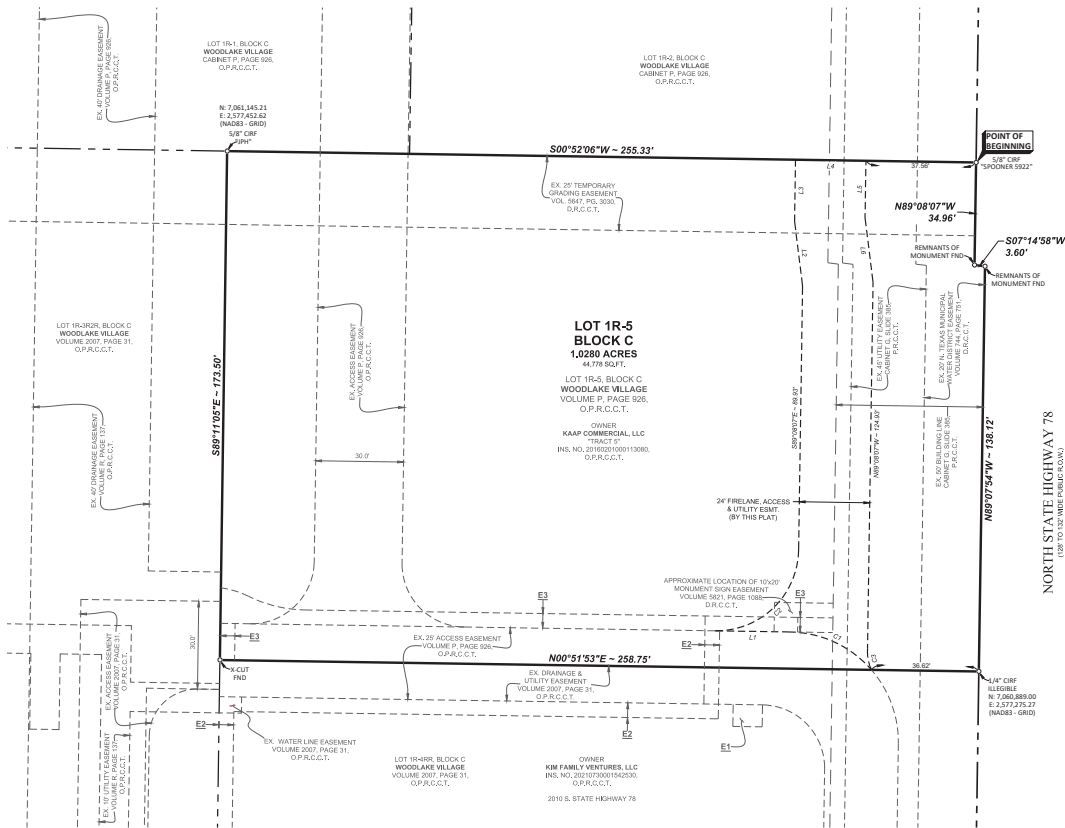 LOT 1R-1, BLOCK C
WOODLAKE VILLAGE
CABINET P, PAGE 926,
O.P.R.C.C.T.
LOT 1R-2, BLOCK C
WOODLAKE VILLAGE
CABINET P, PAGE 926,
O.P.R.C.C.T.
EX. 40' DRAINAGE EASEMENT
VOLUME P, PAGE 926,
O.P.R.C.C.T.
N: 7,061,145.21
E: 2,577,452.62
(NAD83 - GRID)
5/8" CIRF
"JPH"
S00°52'06"W ~ 255.33'
POINT OF
BEGINNING
5/8" CIRF
"SPOONER 5922"
37.56'
L4
L3
L5
EX. 25' TEMPORARY
GRADING EASEMENT
VOL. 5647, PG. 3030,
D.R.C.C.T.
N89°08'07"W
34.96'
S07°14'58"W
3.60'
REMNANTS OF
MONUMENT FND
REMNANTS OF
MONUMENT FND
L2
L6
LOT 1R-3R2R, BLOCK C
WOODLAKE VILLAGE
VOLUME 2007, PAGE 31,
O.P.R.C.C.T.
S89°11'05"E ~ 173.50'
EX. ACCESS EASEMENT
VOLUME P, PAGE 926,
O.P.R.C.C.T.
LOT 1R-5
BLOCK C
1.0280 ACRES
44,778 SQ.FT.
LOT 1R-5, BLOCK C
WOODLAKE VILLAGE
VOLUME P, PAGE 926,
O.P.R.C.C.T.
OWNER
KAAP COMMERCIAL, LLC
"TRACT 5"
INS. NO. 20160201000113080,
O.P.R.C.C.T.
EX. 46' UTILITY EASEMENT
CABINET G, SLIDE 385,
P.R.C.C.T.
EX. 20' N. TEXAS MUNICIPAL
WATER DISTRICT EASEMENT
VOLUME 744, PAGE 751,
D.R.C.C.T.
EX. 50' BUILDING LINE
CABINET G, SLIDE 385,
P.R.C.C.T.
S89°08'07"E ~ 89.93'
N89°08'07"W ~ 124.93'
N89°07'54"W ~ 138.12'
NORTH STATE HIGHWAY 78
(128' TO 132' WIDE PUBLIC R.O.W.)
EX. 40' DRAINAGE EASEMENT
VOLUME R, PAGE 137,
O.P.R.C.C.T.
30.0'
24' FIRELANE, ACCESS
& UTILITY ESMT.
(BY THIS PLAT)
APPROXIMATE LOCATION OF 10'x20'
MONUMENT SIGN EASEMENT
VOLUME 5821, PAGE 1088,
D.R.C.C.T.
E3
E3
C2
E3
EX. 25' ACCESS EASEMENT
VOLUME P, PAGE 926,
O.P.R.C.C.T.
E2
L1
C1
C3
30.0'
X-CUT
FND
N00°51'53"E ~ 258.75'
36.62'
1/4" CIRF
ILLEGIBLE
N: 7,060,889.00
E: 2,577,275.27
(NAD83 - GRID)
EX. ACCESS EASEMENT
VOLUME 2007, PAGE 31,
O.P.R.C.C.T.
EX. DRAINAGE &
UTILITY EASEMENT
VOLUME 2007, PAGE 31,
O.P.R.C.C.T.
E2
E2
E1
EX. WATER LINE EASEMENT
VOLUME 2007, PAGE 31,
O.P.R.C.C.T.
EX. 10' UTILITY EASEMENT
VOLUME R, PAGE 137,
O.P.R.C.C.T.
LOT 1R-4RR, BLOCK C
WOODLAKE VILLAGE
VOLUME 2007, PAGE 31,
O.P.R.C.C.T.
OWNER
KIM FAMILY VENTURES, LLC
INS. NO. 20210730001542530,
O.P.R.C.C.T.
2010 S. STATE HIGHWAY 78